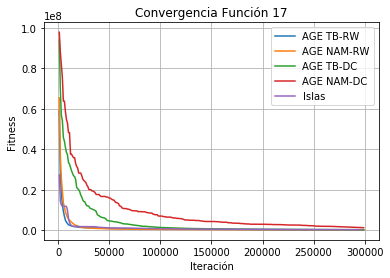 Convergencia Función 17
1e8
1.0
0.8
0.6
0.4
0.2
0.0
Fitness
AGE TB-RW
AGE NAM-RW
AGE TB-DC
AGE NAM-DC
Islas
0 50000 100000 150000 200000 250000 300000
Iteración